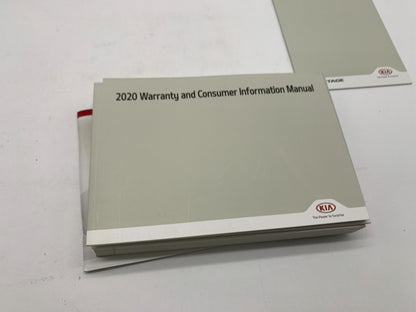 TAGE
KIA
2020 Warranty and Consumer Information Manual
KIA
The Power to Surprise